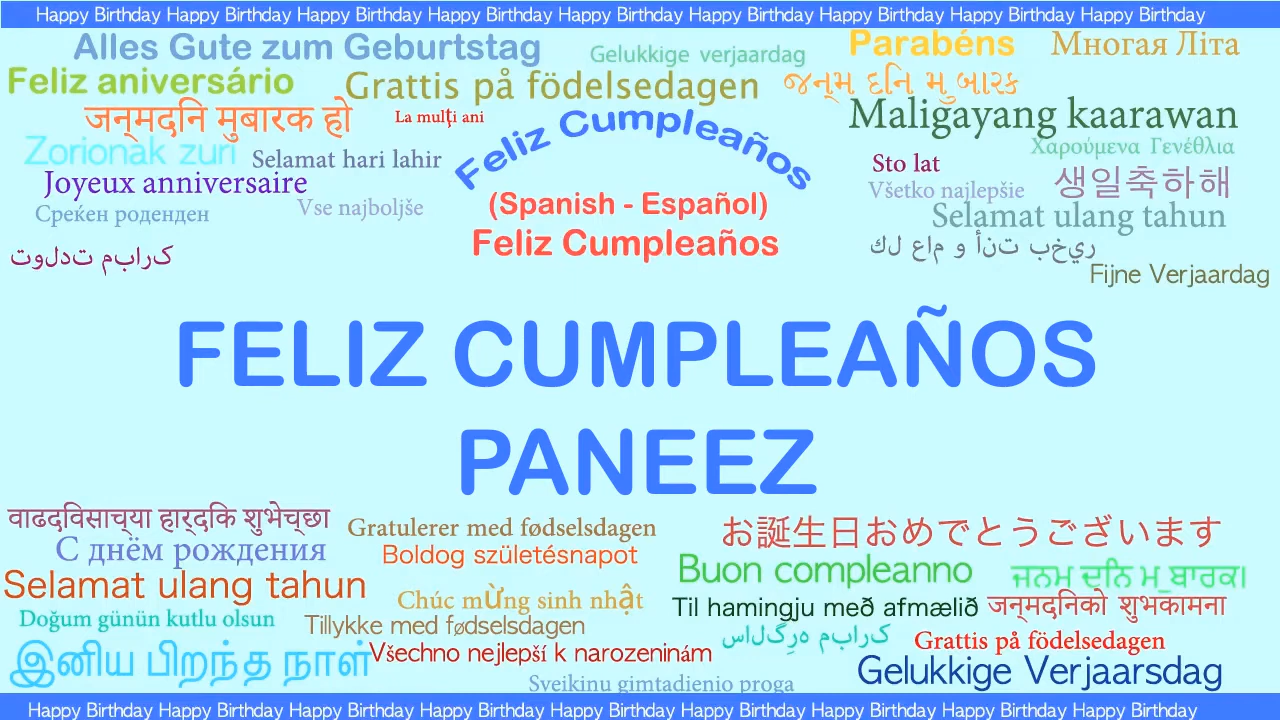 Happy Birthday Happy Birthday Happy Birthday Happy Birthday Happy Birthday Happy Birthday Happy Birthday Happy Birthday Happy Birthday
Alles Gute zum Geburtstag
Gelukkige verjaardag
Parabéns
Многая Літа
Feliz aniversário
Grattis på födelsedagen
જન્મ દિન મુબારક
जन्मदिन मुबारक हो
La mulţi ani
Feliz Cumpleaños
Maligayang kaarawan
Zorionak zuri
Selamat hari lahir
Χαρούμενα Γενέθλια
Sto lat
Joyeux anniversaire
(Spanish - Español)
Všetko najlepšie
생일축하해
Среќен роденден
Vse najboljše
Selamat ulang tahun
Feliz Cumpleaños
تولدت مبارک
كل عام و أنت بخير
Fijne Verjaardag
FELIZ CUMPLEAÑOS
PANEEZ
वाढदिवसाच्या हार्दिक शुभेच्छा
Gratulerer med fødselsdagen
お誕生日おめでとうございます
С днём рождения
Boldog születésnapot
Buon compleanno
ਜਨਮ ਦਿਨ ਮੁਬਾਰਕ।
Selamat ulang tahun
Chúc mừng sinh nhật
Til hamingju með afmælið
जन्मदिनको शुभकामना
Doğum günün kutlu olsun
Tillykke med fødselsdagen
سالگرہ مبارک
Grattis på födelsedagen
இனிய பிறந்த நாள்
Všechno nejlepší k narozeninám
Gelukkige Verjaarsdag
Sveikinu gimtadienio proga
Happy Birthday Happy Birthday Happy Birthday Happy Birthday Happy Birthday Happy Birthday Happy Birthday Happy Birthday Happy Birthday